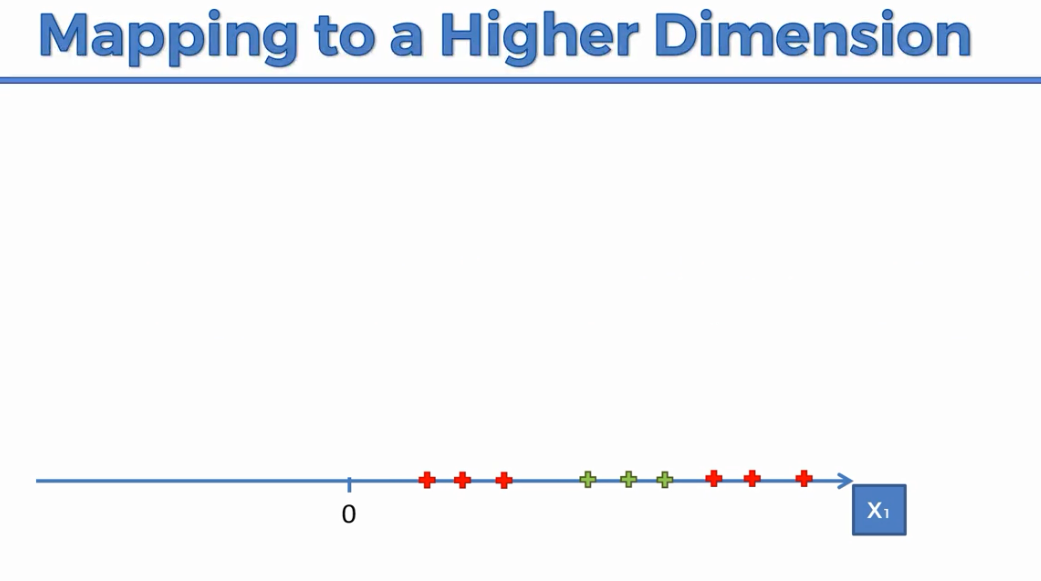 Mapping to a Higher Dimension
0
X₁